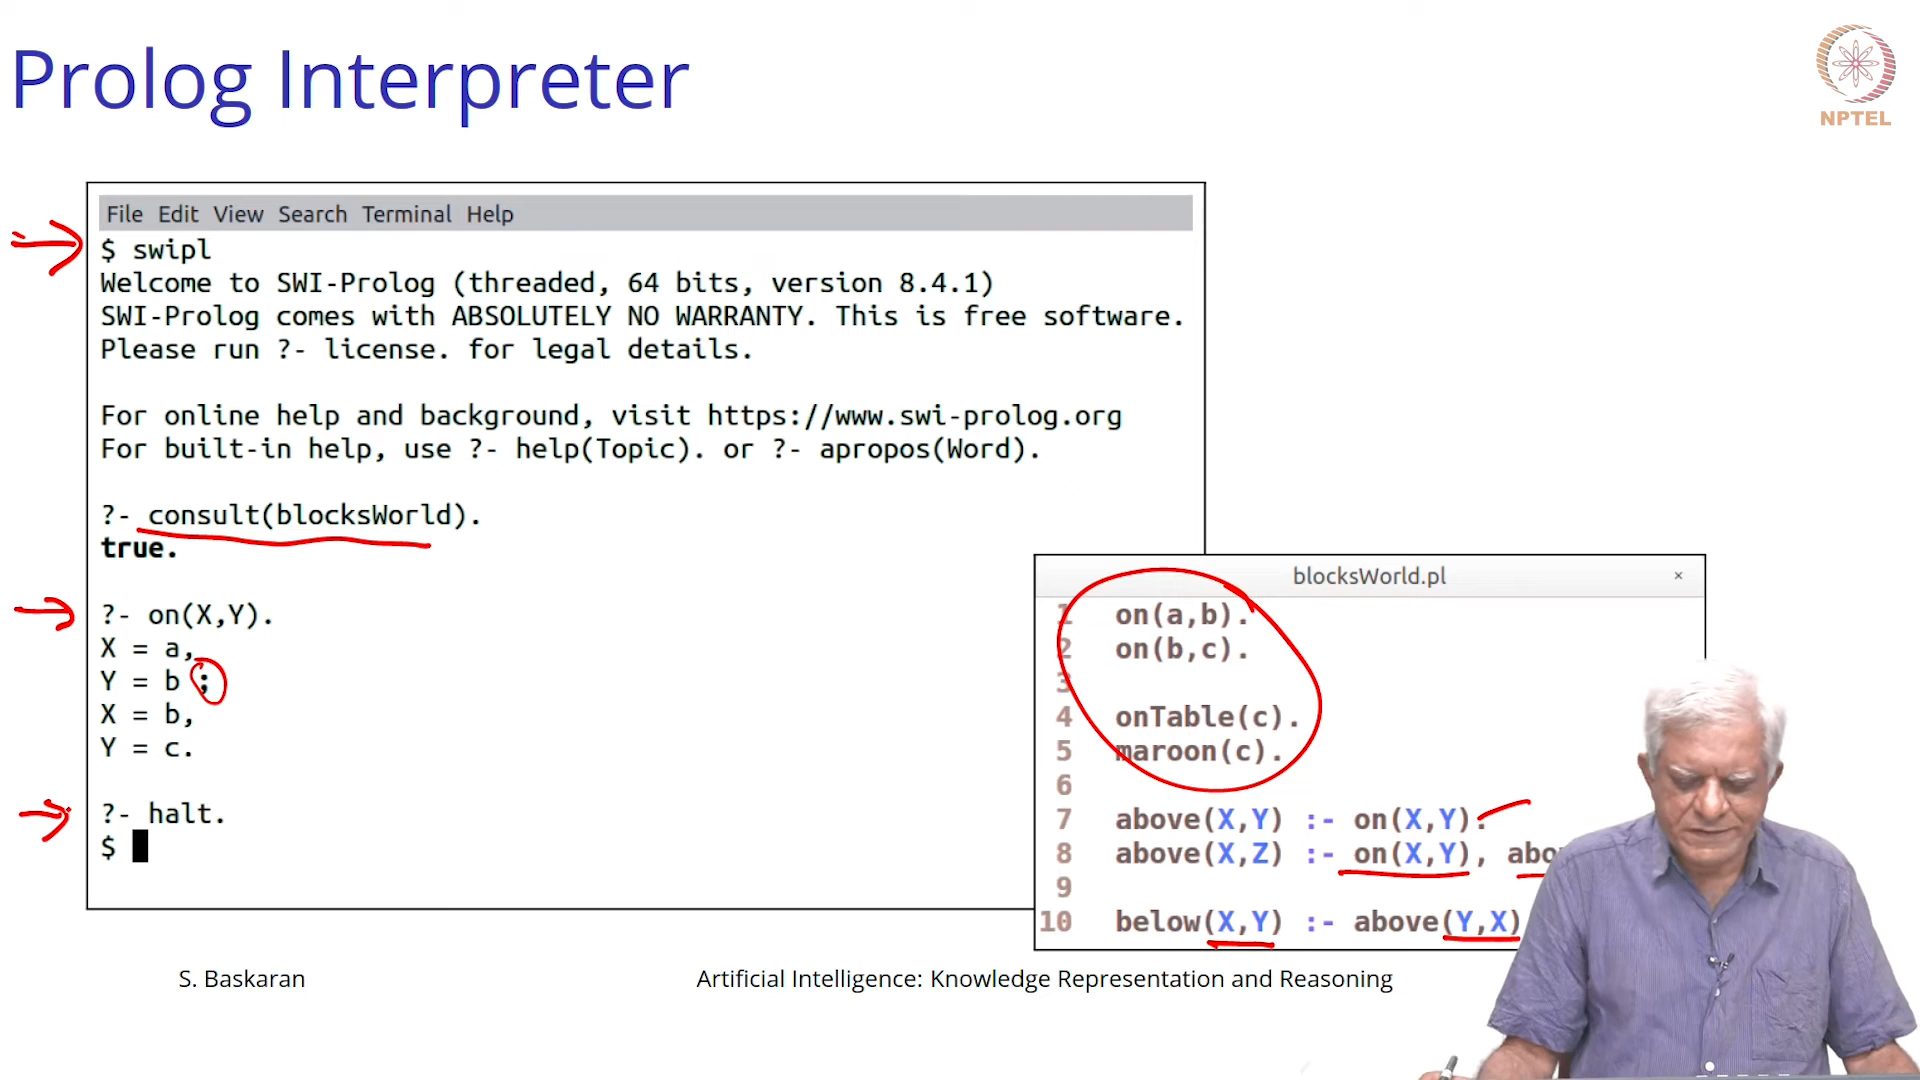 Prolog Interpreter
NPTEL
File Edit View Search Terminal Help
$ swipl
Welcome to SWI-Prolog (threaded, 64 bits, version 8.4.1)
SWI-Prolog comes with ABSOLUTELY NO WARRANTY. This is free software.
Please run ?- license. for legal details.
For online help and background, visit https://www.swi-prolog.org
For built-in help, use ?- help(Topic). or ?- apropos(Word).
?- consult(blocksWorld).
true.
?- on(X,Y).
X = a,
Y = b ;
X = b,
Y = c.
?- halt.
$
blocksWorld.pl ×
1 on(a,b).
2 on(b,c).
3
4 onTable(c).
5 maroon(c).
6
7 above(X,Y) :- on(X,Y).
8 above(X,Z) :- on(X,Y),
9
10 below(X,Y) :- above(Y,X)
S. Baskaran
Artificial Intelligence: Knowledge Representation and Reasoning